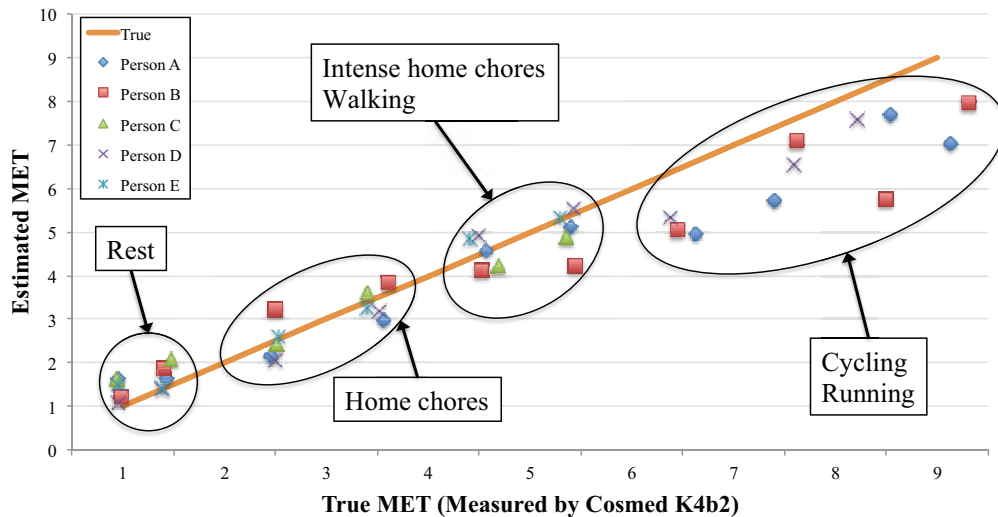 9
8
7
6
5
4
3
2
1
0
Estimated MET
True
Person A
Person B
Person C
Person D
Person E
Rest
Intense home chores
Walking
Home chores
Cycling
Running
1 2 3 4 5 6 7 8 9
True MET (Measured by Cosmed K4b2)
10